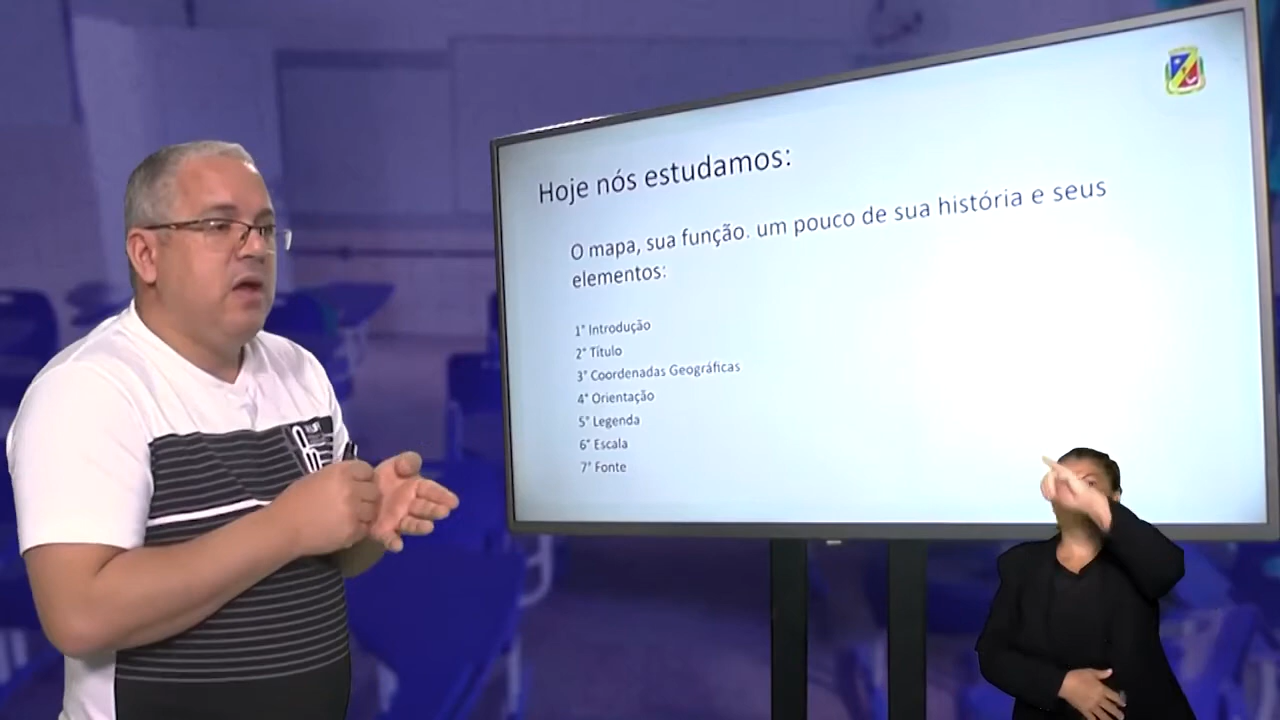 Hoje nós estudamos:
O mapa, sua função. um pouco de sua história e seus
elementos:
1° Introdução
2° Título
3° Coordenadas Geográficas
4° Orientação
5° Legenda
6° Escala
7° Fonte